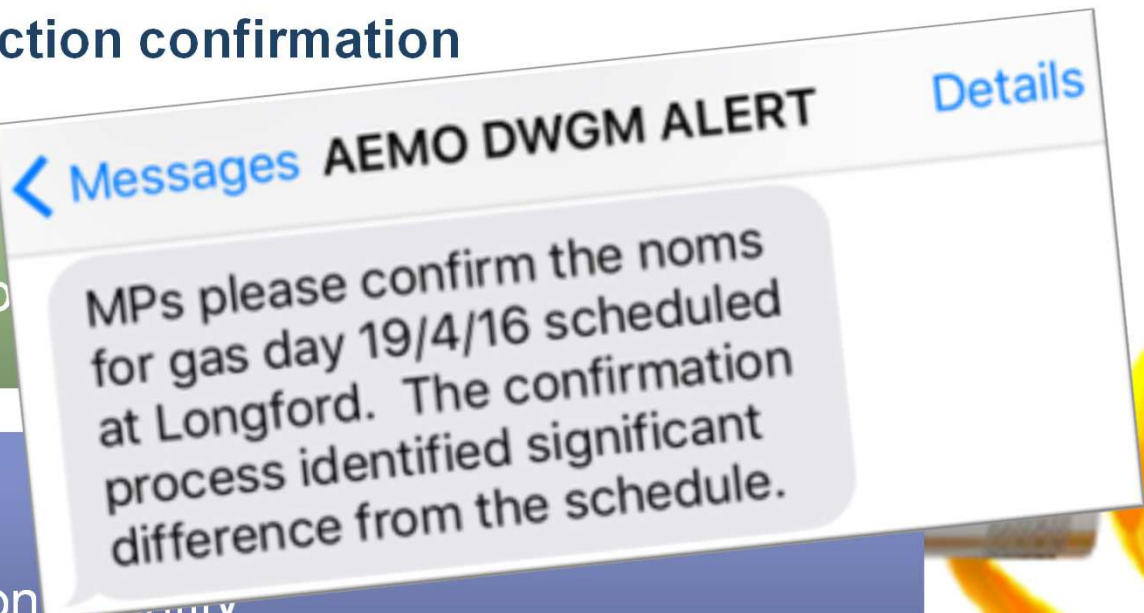 ction confirmation
Messages AEMO DWGM ALERT Details
MPs please confirm the noms
for gas day 19/4/16 scheduled
at Longford.  The confirmation
process identified significant
difference from the schedule.
on